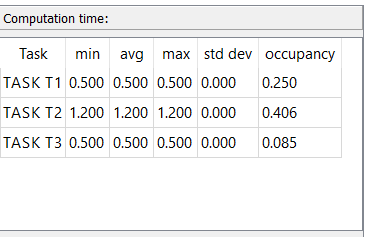 Computation time:
Task min avg max std dev occupancy
TASK T1 0.500 0.500 0.500 0.000 0.250
TASK T2 1.200 1.200 1.200 0.000 0.406
TASK T3 0.500 0.500 0.500 0.000 0.085